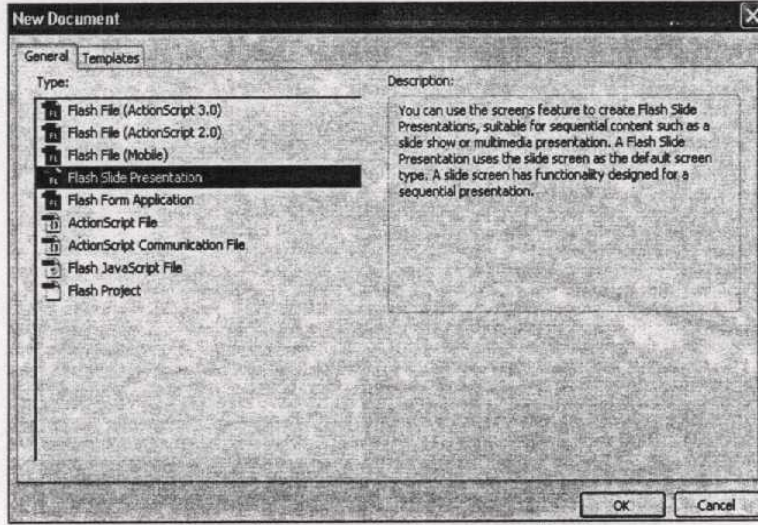 New Document
General Templates
Type:
Flash File (ActionScript 3.0)
Flash File (ActionScript 2.0)
Flash File (Mobile)
Flash Slide Presentation
Flash Form Application
ActionScript File
ActionScript Communication File
Flash JavaScript File
Flash Project
Description:
You can use the screens feature to create Flash Slide
Presentations, suitable for sequential content such as a
slide show or multimedia presentation. A Flash Slide
Presentation uses the slide screen as the default screen
type. A slide screen has functionality designed for a
sequential presentation.
OK Cancel